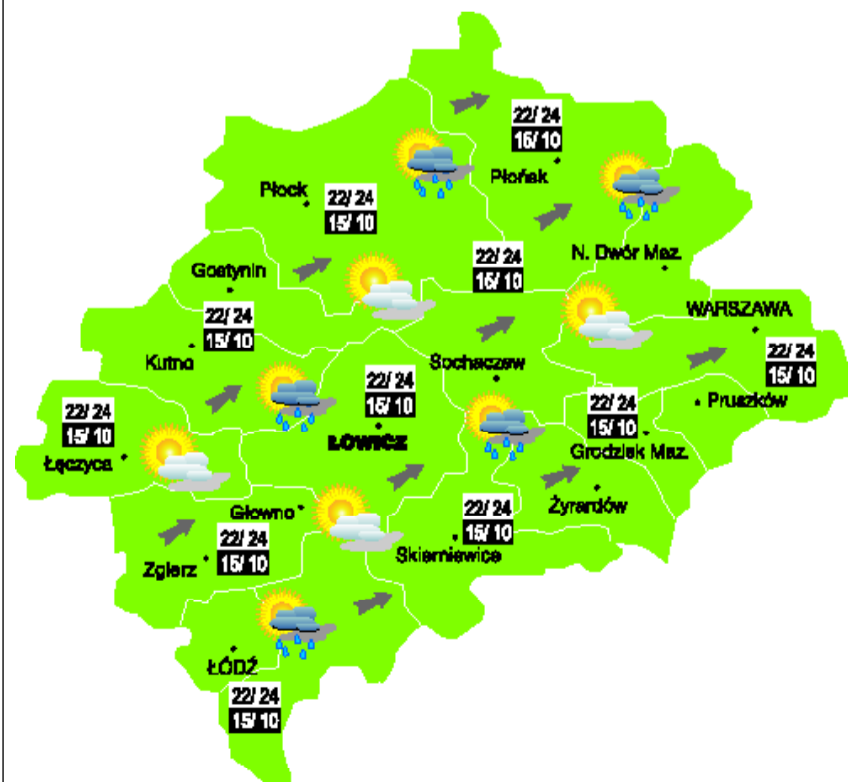 22/ 24
15/ 10
Płońsk
Płock
22/ 24
15/ 10
N. Dwór Maz.
22/ 24
15/ 10
Gostynin
WARSZAWA
22/ 24
15/ 10
Kutno
Sochaczew
22/ 24
15/ 10
22/ 24
15/ 10
Pruszków
22/ 24
15/ 10
ŁOWICZ
22/ 24
15/ 10
Grodzisk Maz.
Łęczyca
Żyrardów
Głowno
22/ 24
15/ 10
Skierniewice
22/ 24
15/ 10
Zgierz
ŁÓDŹ
22/ 24
15/ 10